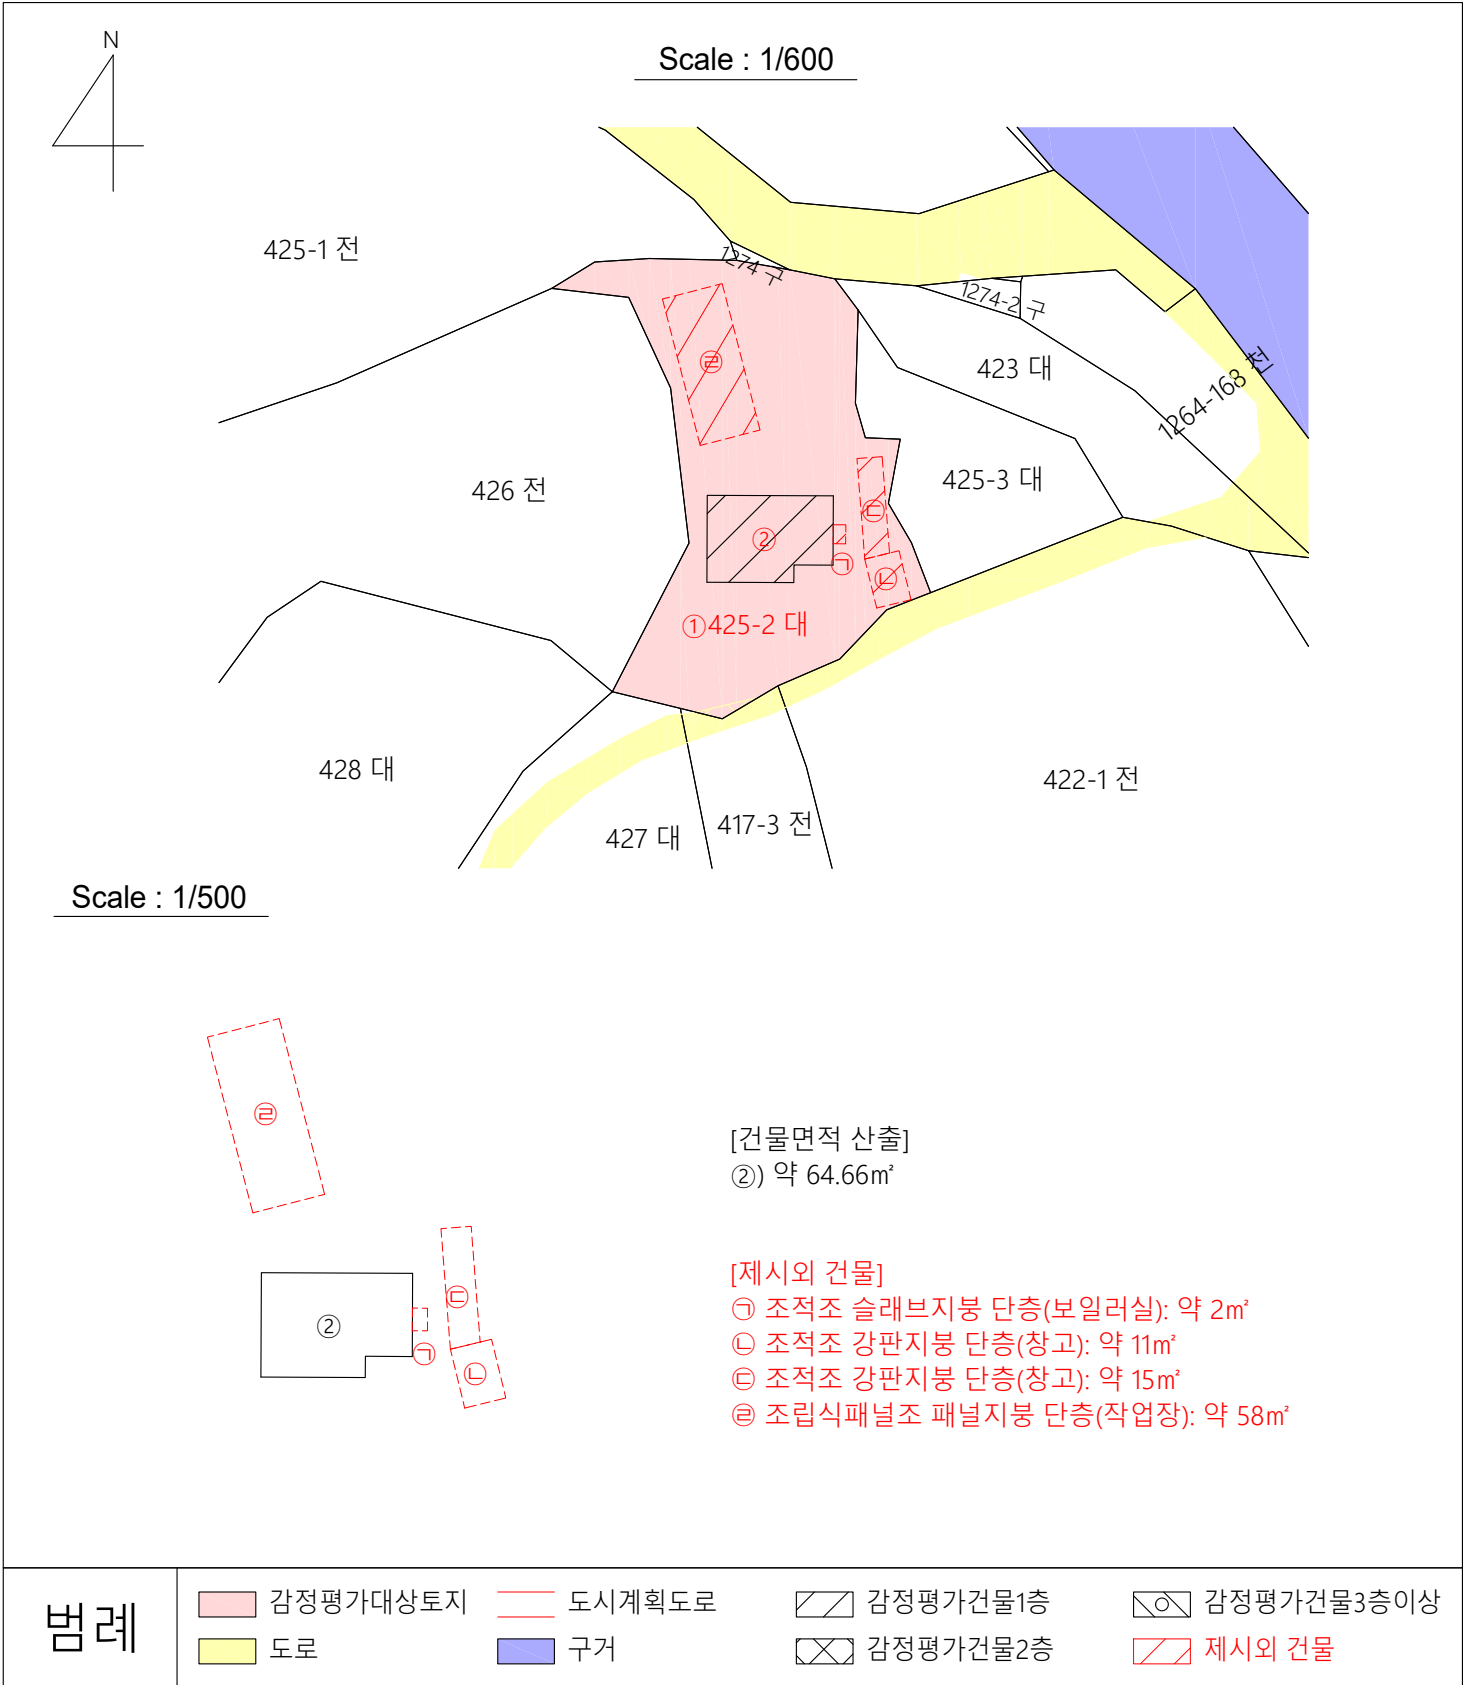 N
Scale : 1/600
425-1 전
1274 구
1274-2 구
423 대
1264-168 천
㉣
426 전
425-3 대
㉢
②
㉠
㉡
①425-2 대
428 대
422-1 전
427 대
417-3 전
Scale : 1/500
㉣
②
㉢
㉠
㉡
[건물면적 산출]
②) 약 64.66㎡
[제시외 건물]
㉠ 조적조 슬래브지붕 단층(보일러실): 약 2㎡
㉡ 조적조 강판지붕 단층(창고): 약 11㎡
㉢ 조적조 강판지붕 단층(창고): 약 15㎡
㉣ 조립식패널조 패널지붕 단층(작업장): 약 58㎡
범례
감정평가대상토지 도시계획도로 감정평가건물1층 감정평가건물3층이상
도로 구거 감정평가건물2층 제시외 건물